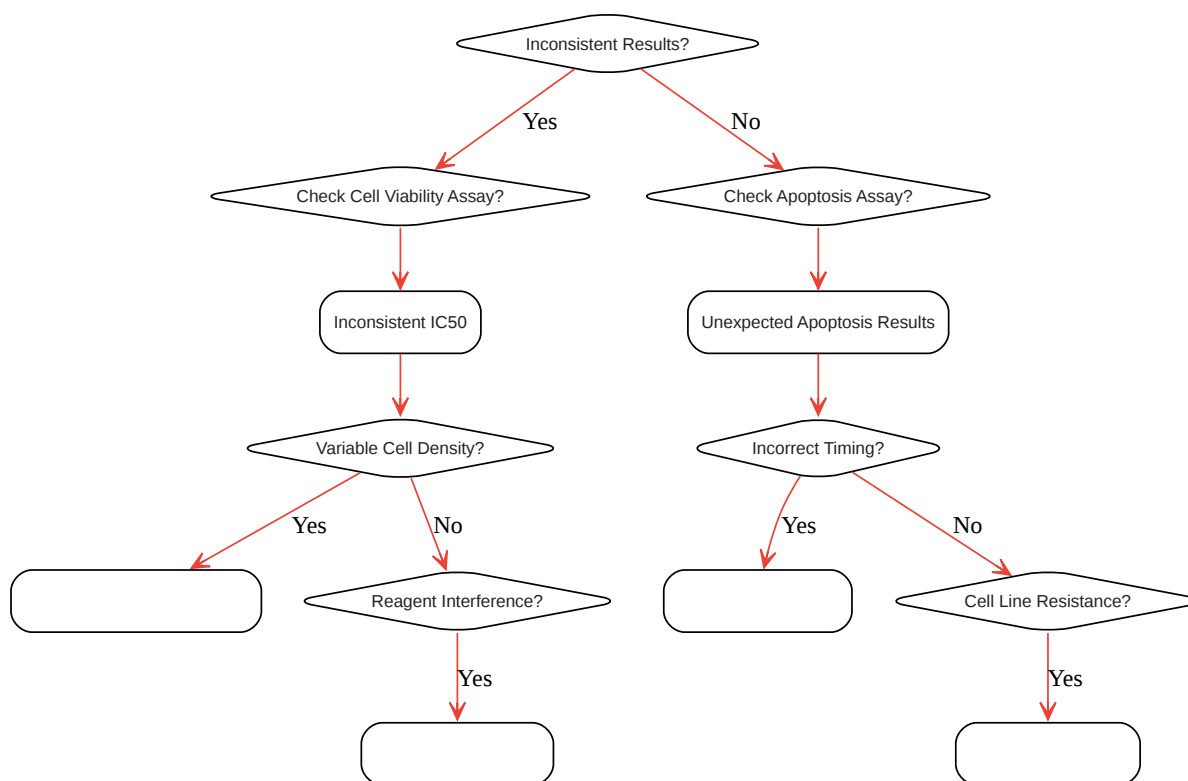 Inconsistent Results?
Yes
No
Check Cell Viability Assay?
Check Apoptosis Assay?
Inconsistent IC50
Unexpected Apoptosis Results
Variable Cell Density?
Incorrect Timing?
Yes
No
Yes
No
Reagent Interference?
Cell Line Resistance?
Yes
Yes